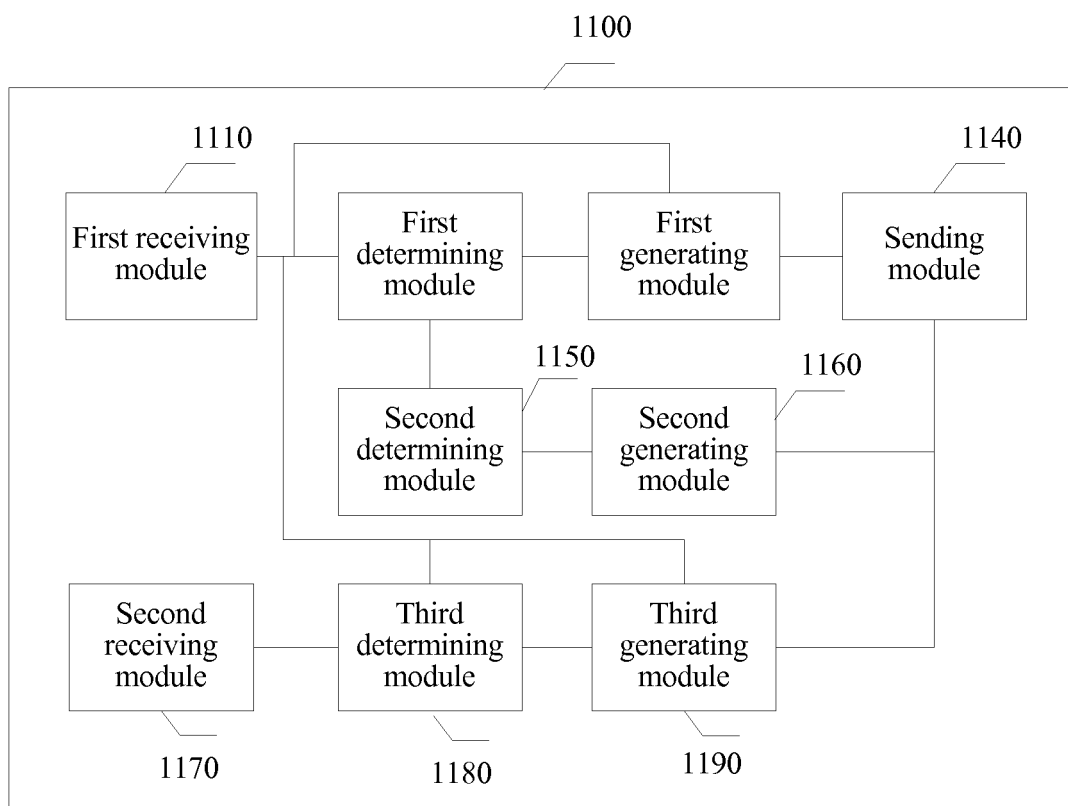 1100
1110
1140
First receiving
module
First
determining
module
First
generating
module
Sending
module
1150
1160
Second
determining
module
Second
generating
module
Second
receiving
module
Third
determining
module
Third
generating
module
1170
1180
1190